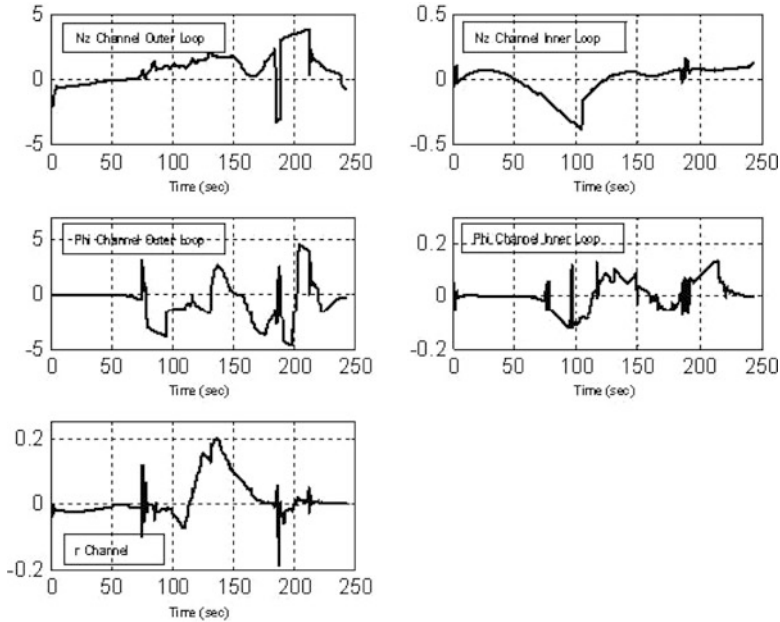 5
0
-5
Nz Channel Outer Loop
0 50 100 150 200 250
Time (sec)
0.5
0
-0.5
Nz Channel Inner Loop
0 50 100 150 200 250
Time (sec)
5
0
-5
Phi Channel Outer Loop
0 50 100 150 200 250
Time (sec)
0.2
0
-0.2
Phi Channel Inner Loop
0 50 100 150 200 250
Time (sec)
0.2
0
-0.2
r Channel
0 50 100 150 200 250
Time (sec)